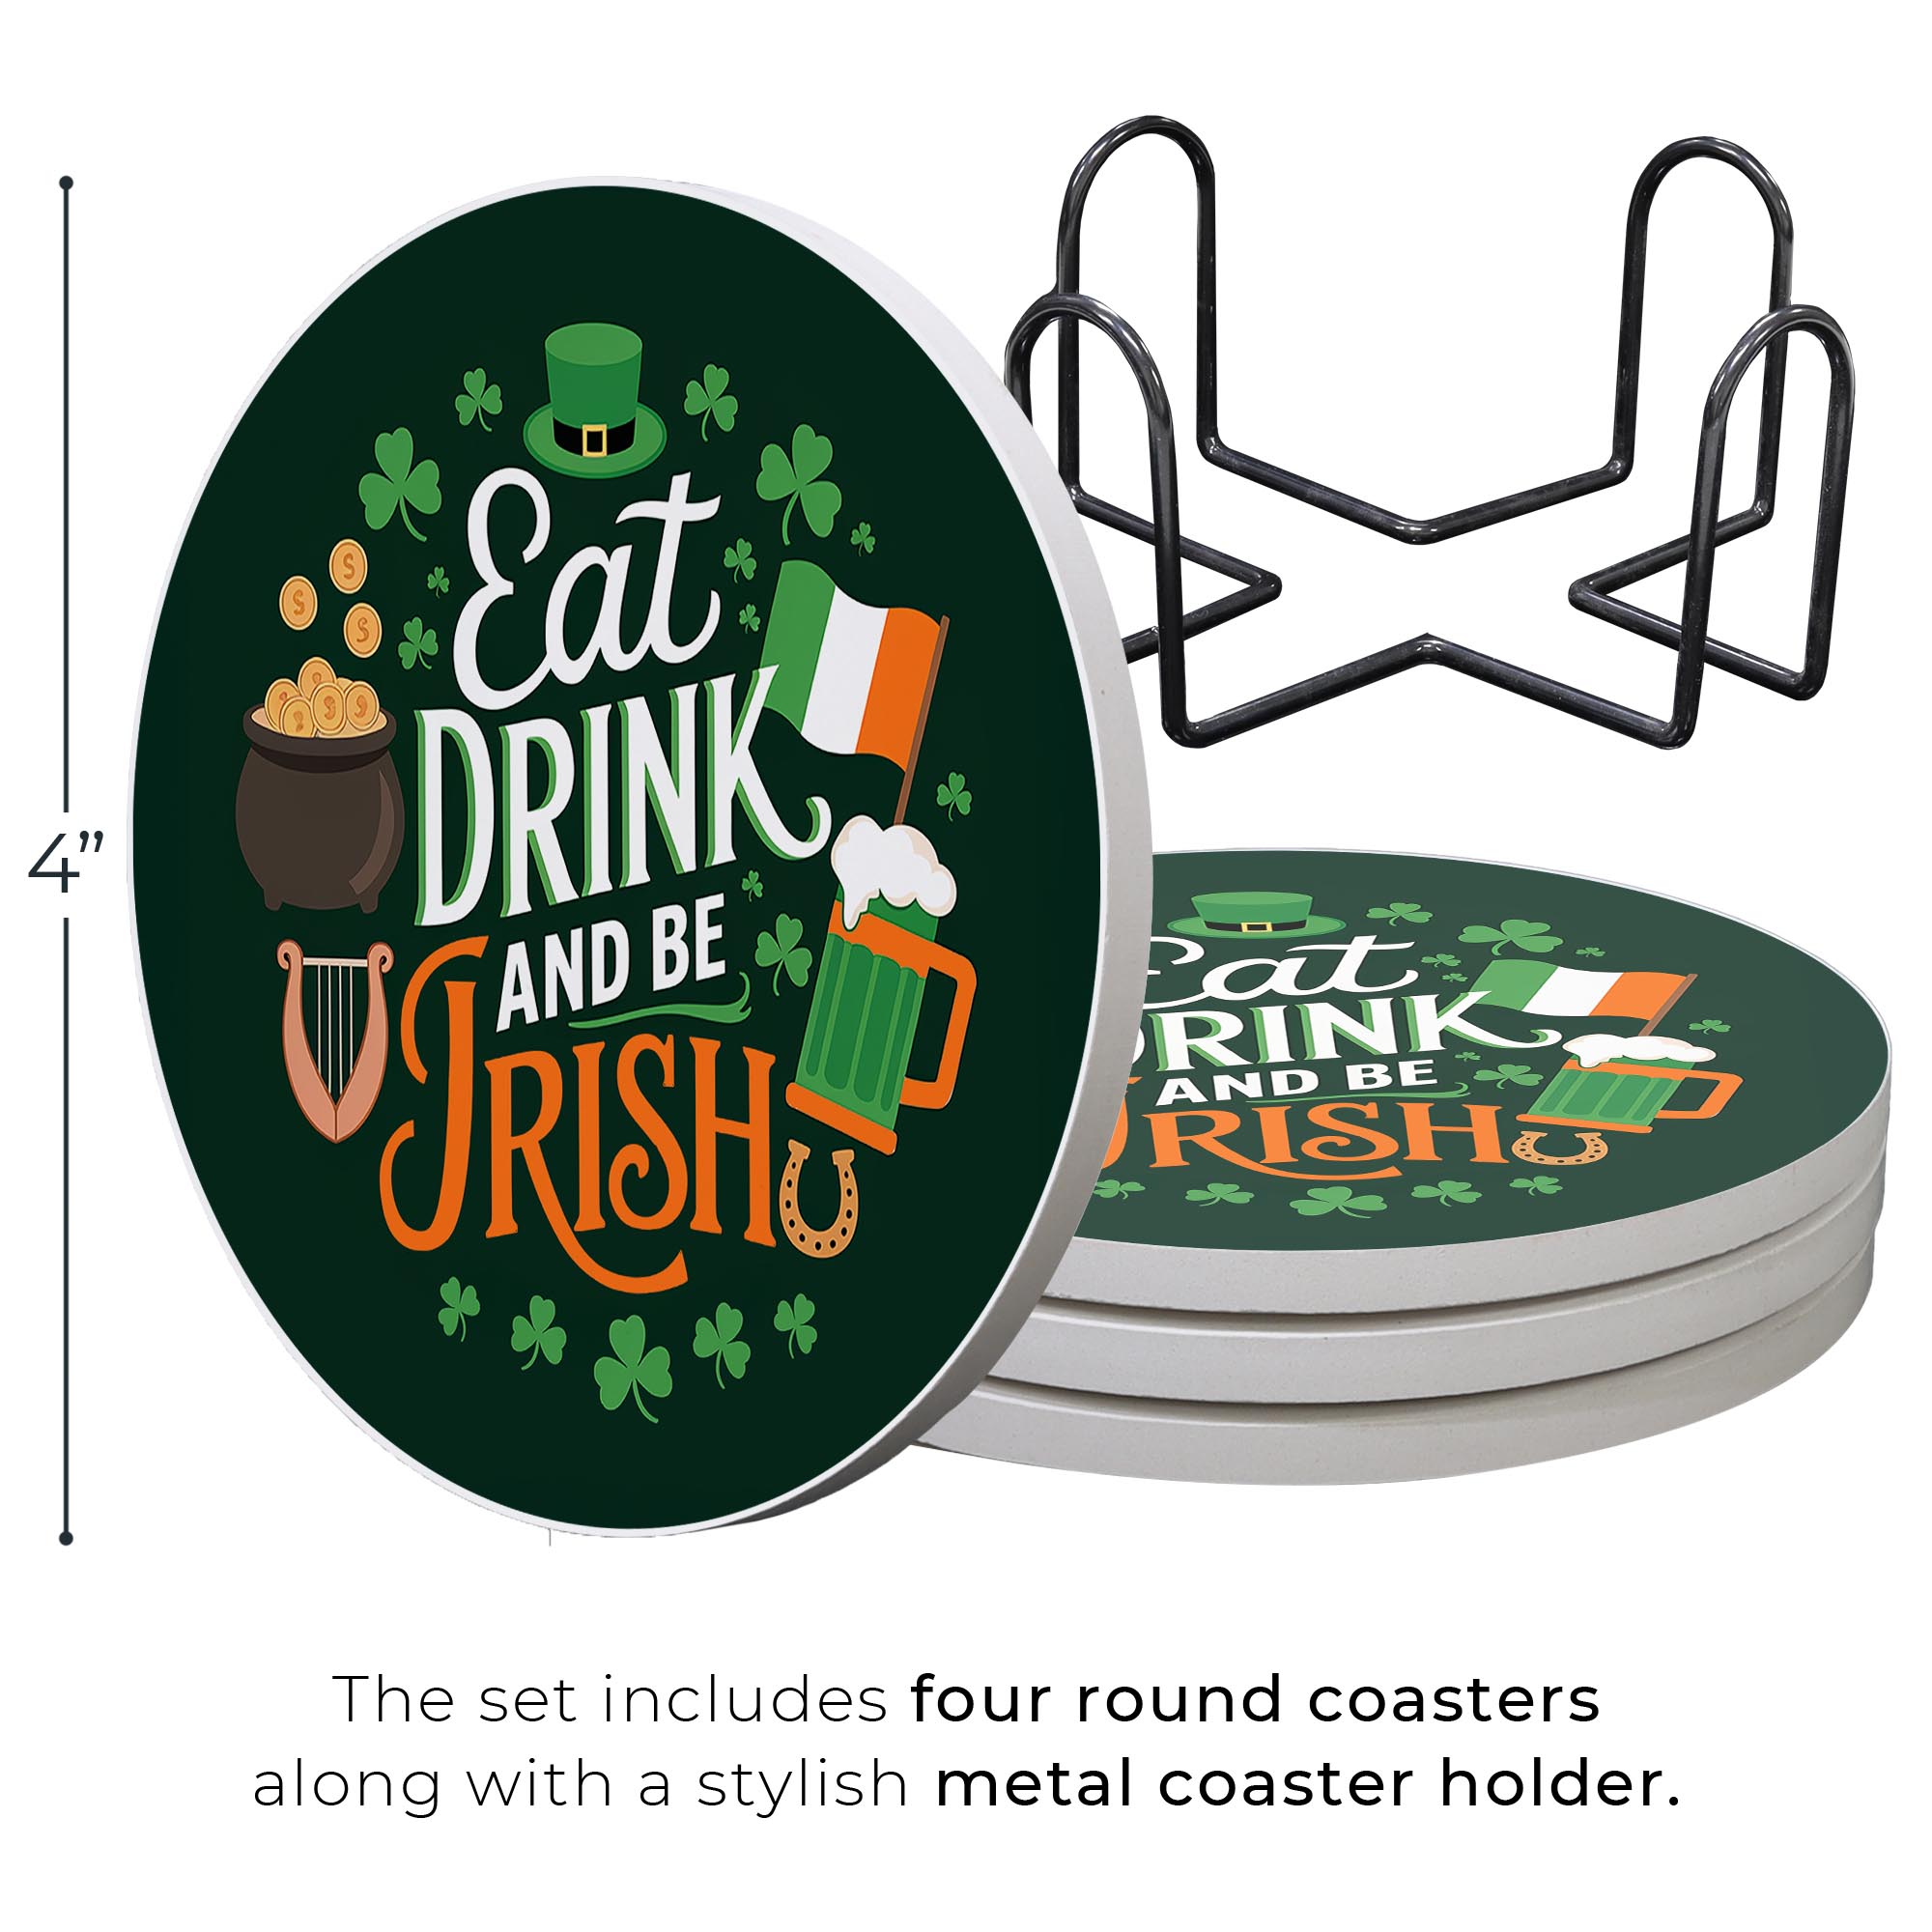 Eat
DRINK
AND BE
IRISH
4”
Eat
DRINK
AND BE
IRISH
The set includes four round coasters
along with a stylish metal coaster holder.